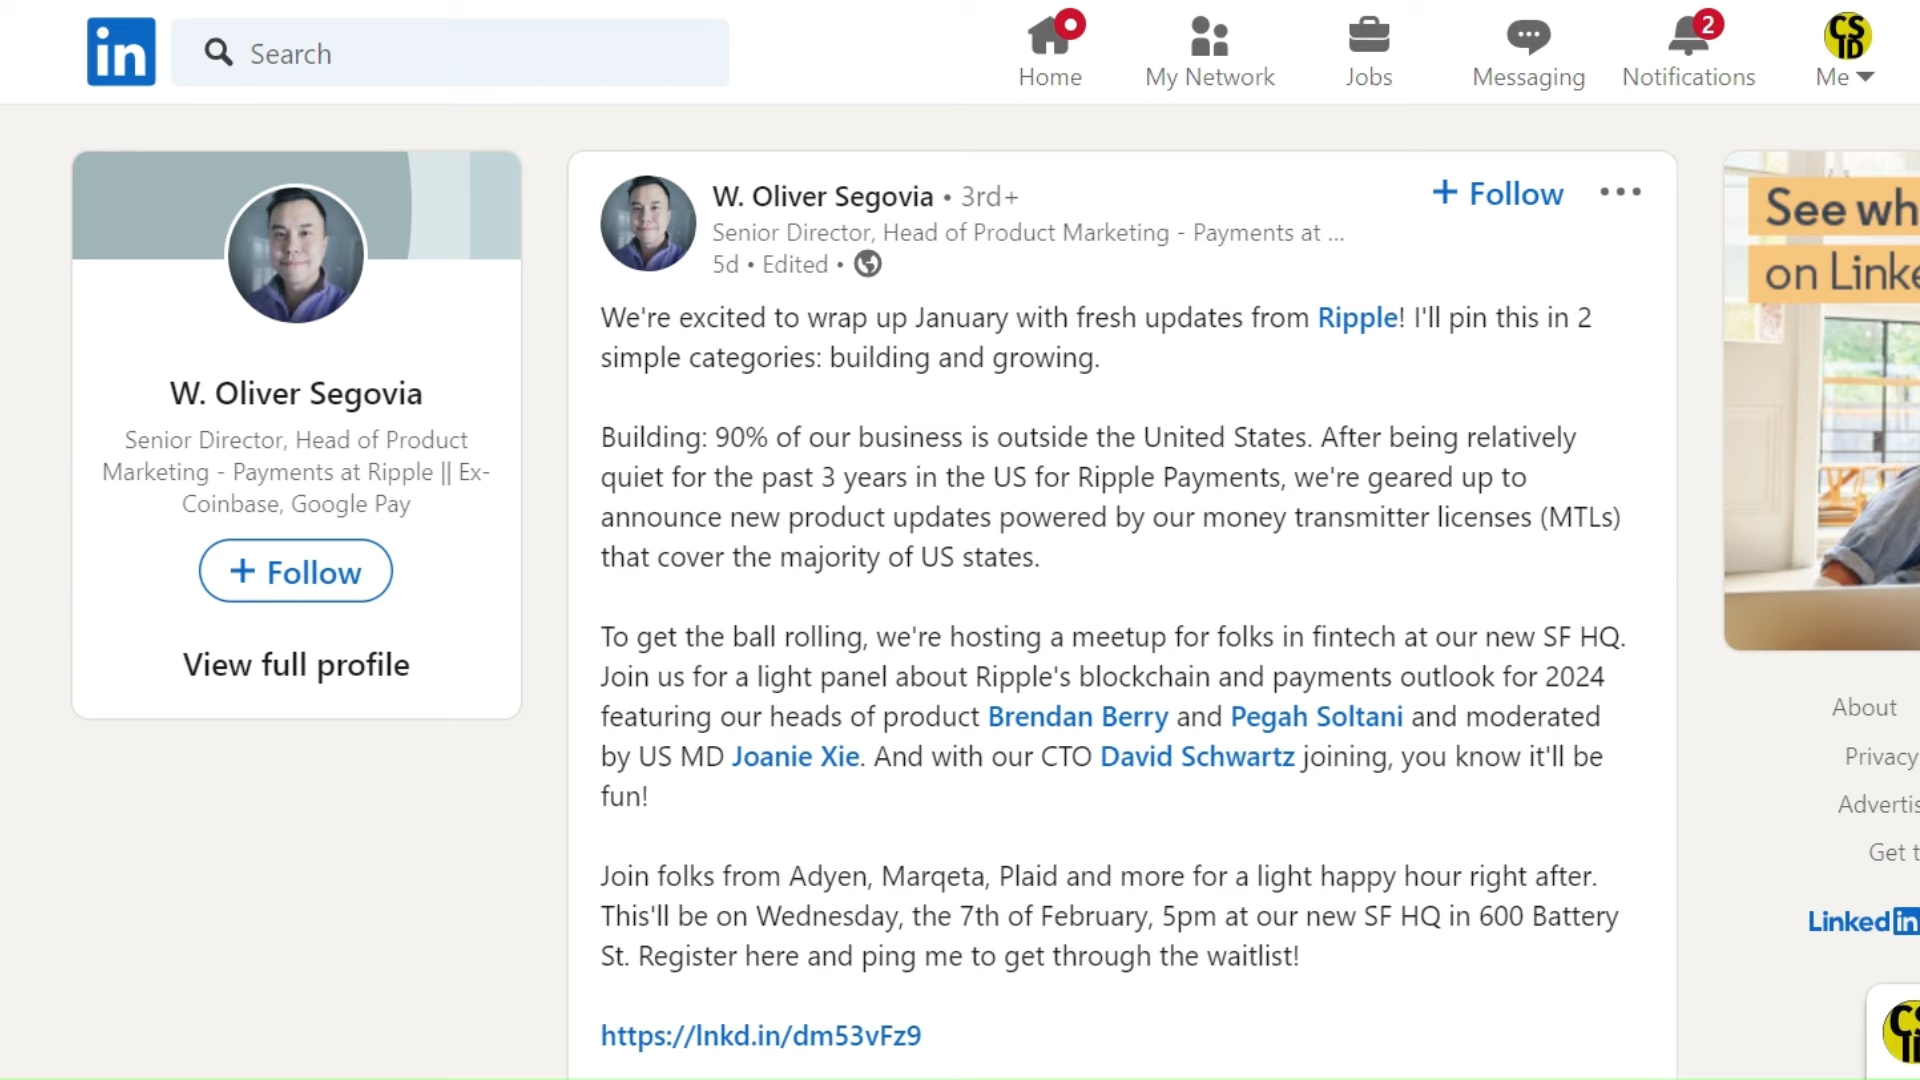 in
Search
Home
My Network
Jobs
Messaging
2
Notifications
CS
ID
Me
W. Oliver Segovia
Senior Director, Head of Product
Marketing - Payments at Ripple || Ex-
Coinbase, Google Pay
+ Follow
View full profile
W. Oliver Segovia • 3rd+
+ Follow
Senior Director, Head of Product Marketing - Payments at ...
5d • Edited •
We're excited to wrap up January with fresh updates from Ripple! I'll pin this in 2
simple categories: building and growing.
Building: 90% of our business is outside the United States. After being relatively
quiet for the past 3 years in the US for Ripple Payments, we're geared up to
announce new product updates powered by our money transmitter licenses (MTLs)
that cover the majority of US states.
To get the ball rolling, we're hosting a meetup for folks in fintech at our new SF HQ.
Join us for a light panel about Ripple's blockchain and payments outlook for 2024
featuring our heads of product Brendan Berry and Pegah Soltani and moderated
by US MD Joanie Xie. And with our CTO David Schwartz joining, you know it'll be
fun!
Join folks from Adyen, Marqeta, Plaid and more for a light happy hour right after.
This'll be on Wednesday, the 7th of February, 5pm at our new SF HQ in 600 Battery
St. Register here and ping me to get through the waitlist!
https://lnkd.in/dm53vFz9
See wh
on Linke
About
Privacy
Advertis
Get t
Linkedin